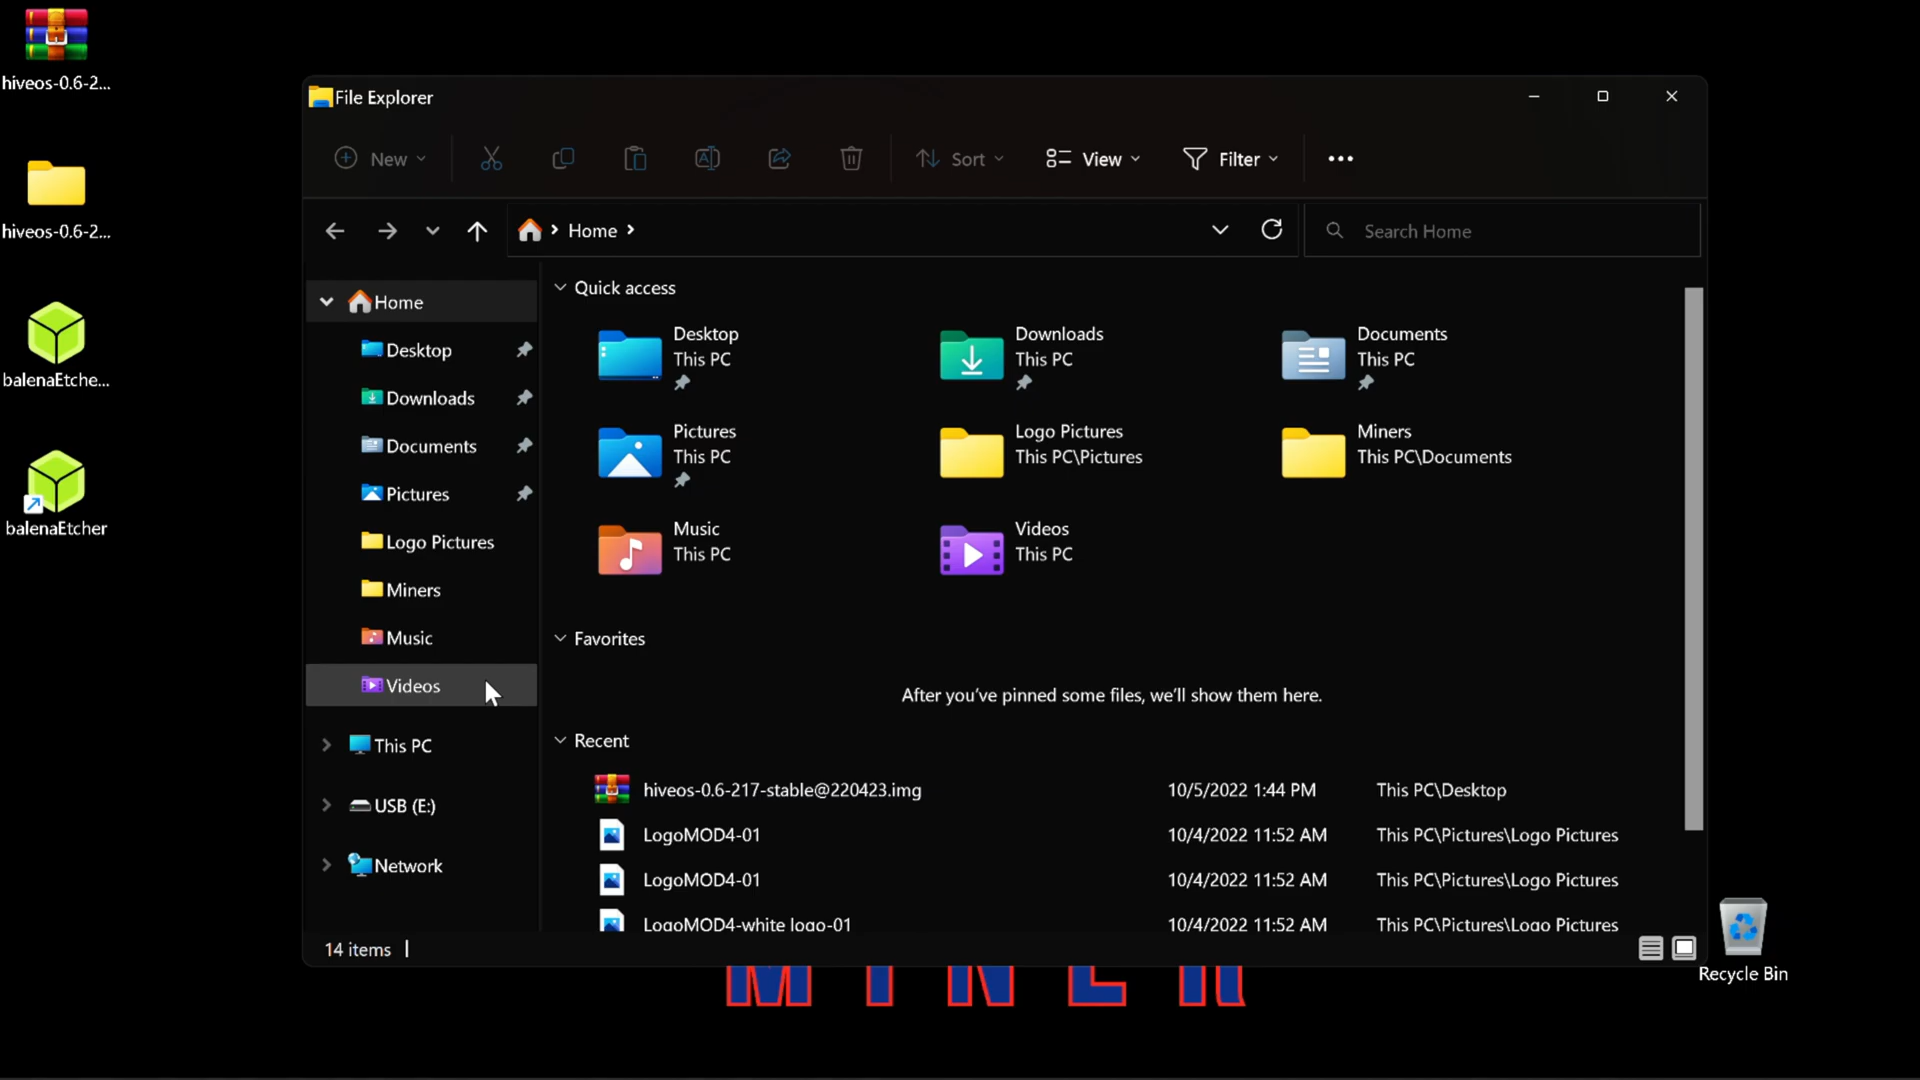 hiveos-0.6-2...
hiveos-0.6-2...
balenaEtche...
balenaEtcher
File Explorer
New
Sort
View
Filter
Home
Search Home
Home
Desktop
Downloads
Documents
Pictures
Logo Pictures
Miners
Music
Videos
This PC
USB (E:)
Network
Quick access
Desktop
This PC
Downloads
This PC
Documents
This PC
Pictures
This PC
Logo Pictures
This PC\Pictures
Miners
This PC\Documents
Music
This PC
Videos
This PC
Favorites
After you've pinned some files, we'll show them here.
Recent
hiveos-0.6-217-stable@220423.img 10/5/2022 1:44 PM This PC\Desktop
LogoMOD4-01 10/4/2022 11:52 AM This PC\Pictures\Logo Pictures
LogoMOD4-01 10/4/2022 11:52 AM This PC\Pictures\Logo Pictures
LogoMOD4-white logo-01 10/4/2022 11:52 AM This PC\Pictures\Logo Pictures
14 items
MINER
Recycle Bin